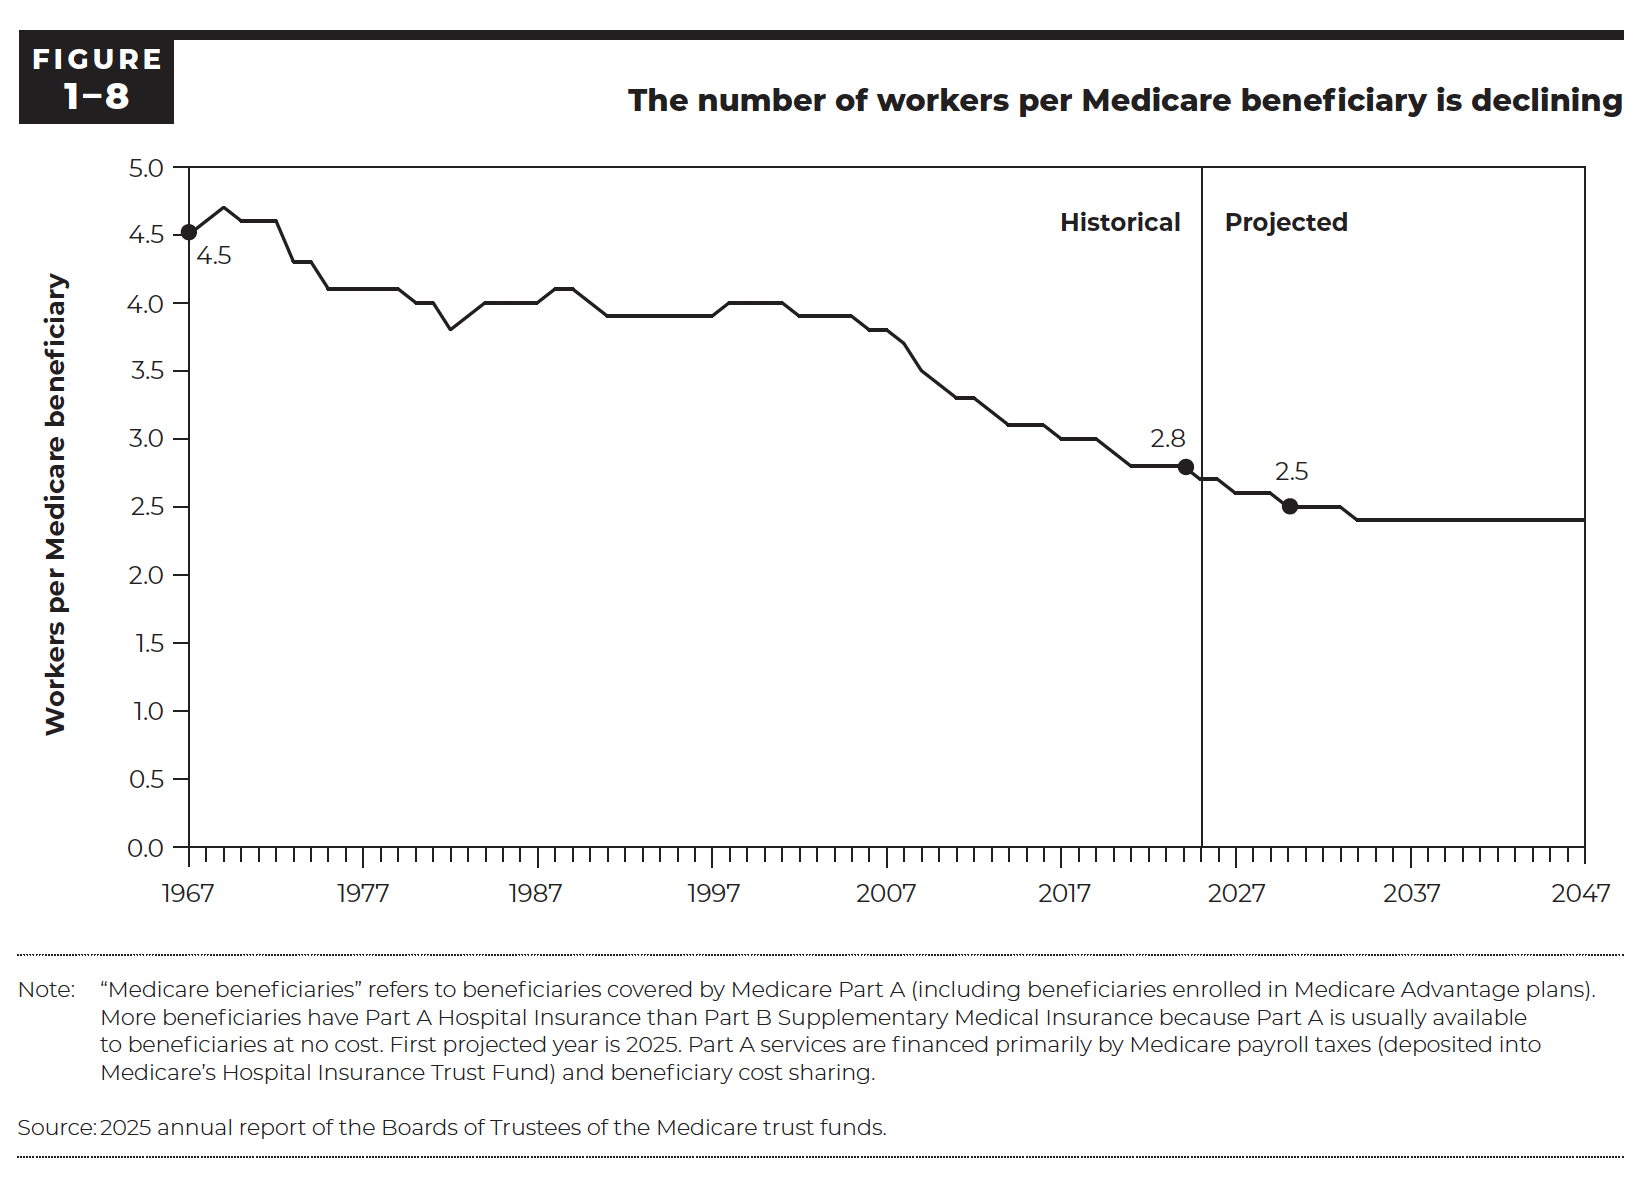 FIGURE
1–8
The number of workers per Medicare beneficiary is declining
Workers per Medicare beneficiary
5.0
4.5
4.0
3.5
3.0
2.5
2.0
1.5
1.0
0.5
0.0
Historical
Projected
4.5
2.8
2.5
1967
1977
1987
1997
2007
2017
2027
2037
2047
Note: “Medicare beneficiaries” refers to beneficiaries covered by Medicare Part A (including beneficiaries enrolled in Medicare Advantage plans).
More beneficiaries have Part A Hospital Insurance than Part B Supplementary Medical Insurance because Part A is usually available
to beneficiaries at no cost. First projected year is 2025. Part A services are financed primarily by Medicare payroll taxes (deposited into
Medicare’s Hospital Insurance Trust Fund) and beneficiary cost sharing.
Source: 2025 annual report of the Boards of Trustees of the Medicare trust funds.